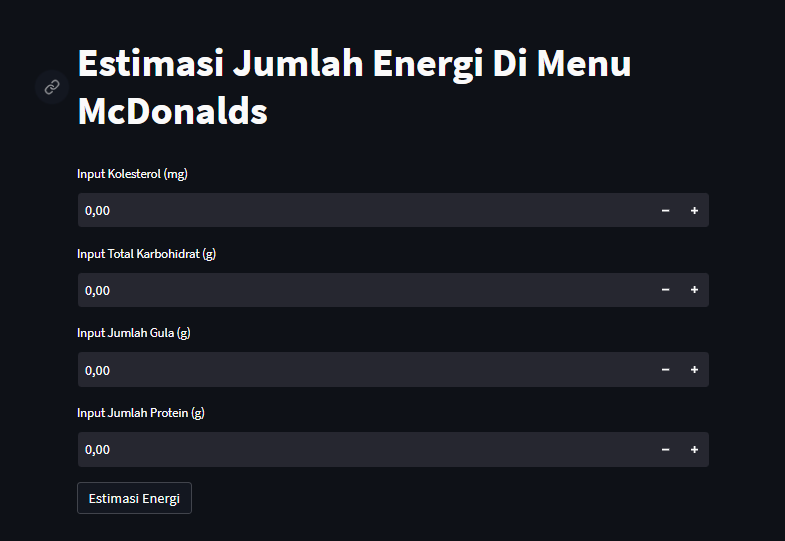 Estimasi Jumlah Energi Di Menu
McDonalds
Input Kolesterol (mg)
0,00
Input Total Karbohidrat (g)
0,00
Input Jumlah Gula (g)
0,00
Input Jumlah Protein (g)
0,00
Estimasi Energi